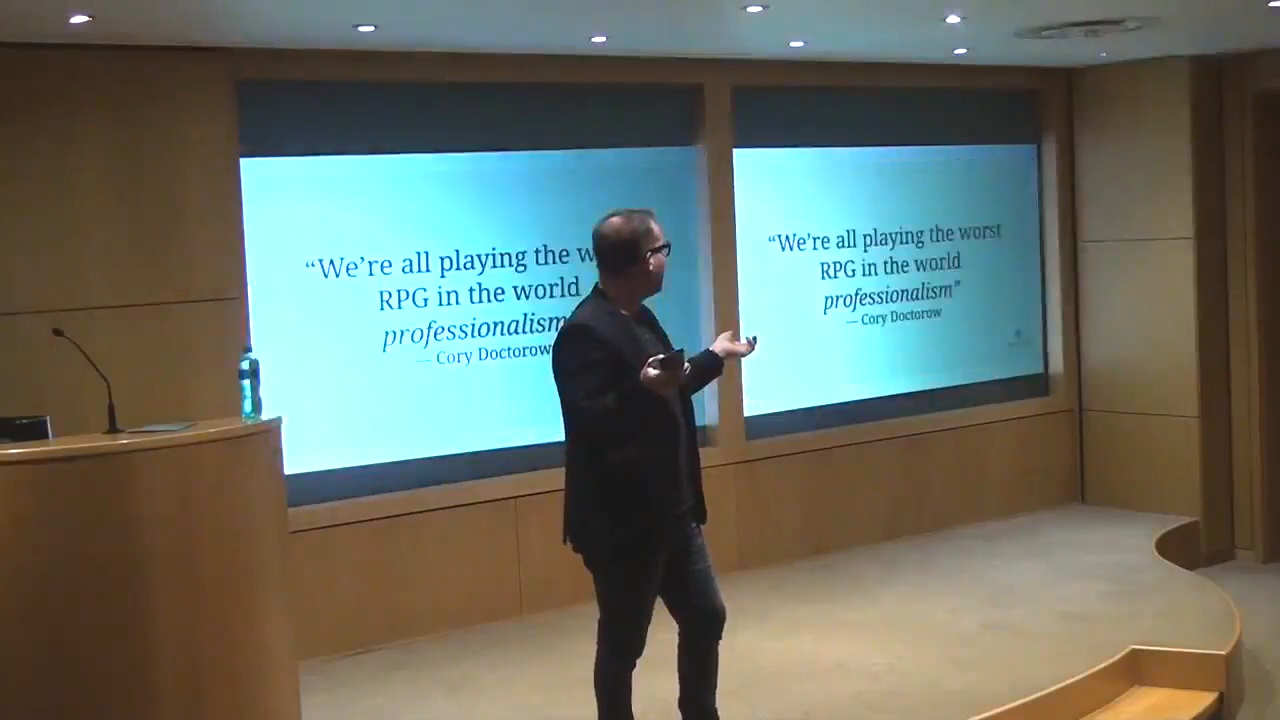 “We’re all playing the w
RPG in the world
professionalism
— Cory Doctorow
“We’re all playing the worst
RPG in the world
professionalism”
— Cory Doctorow